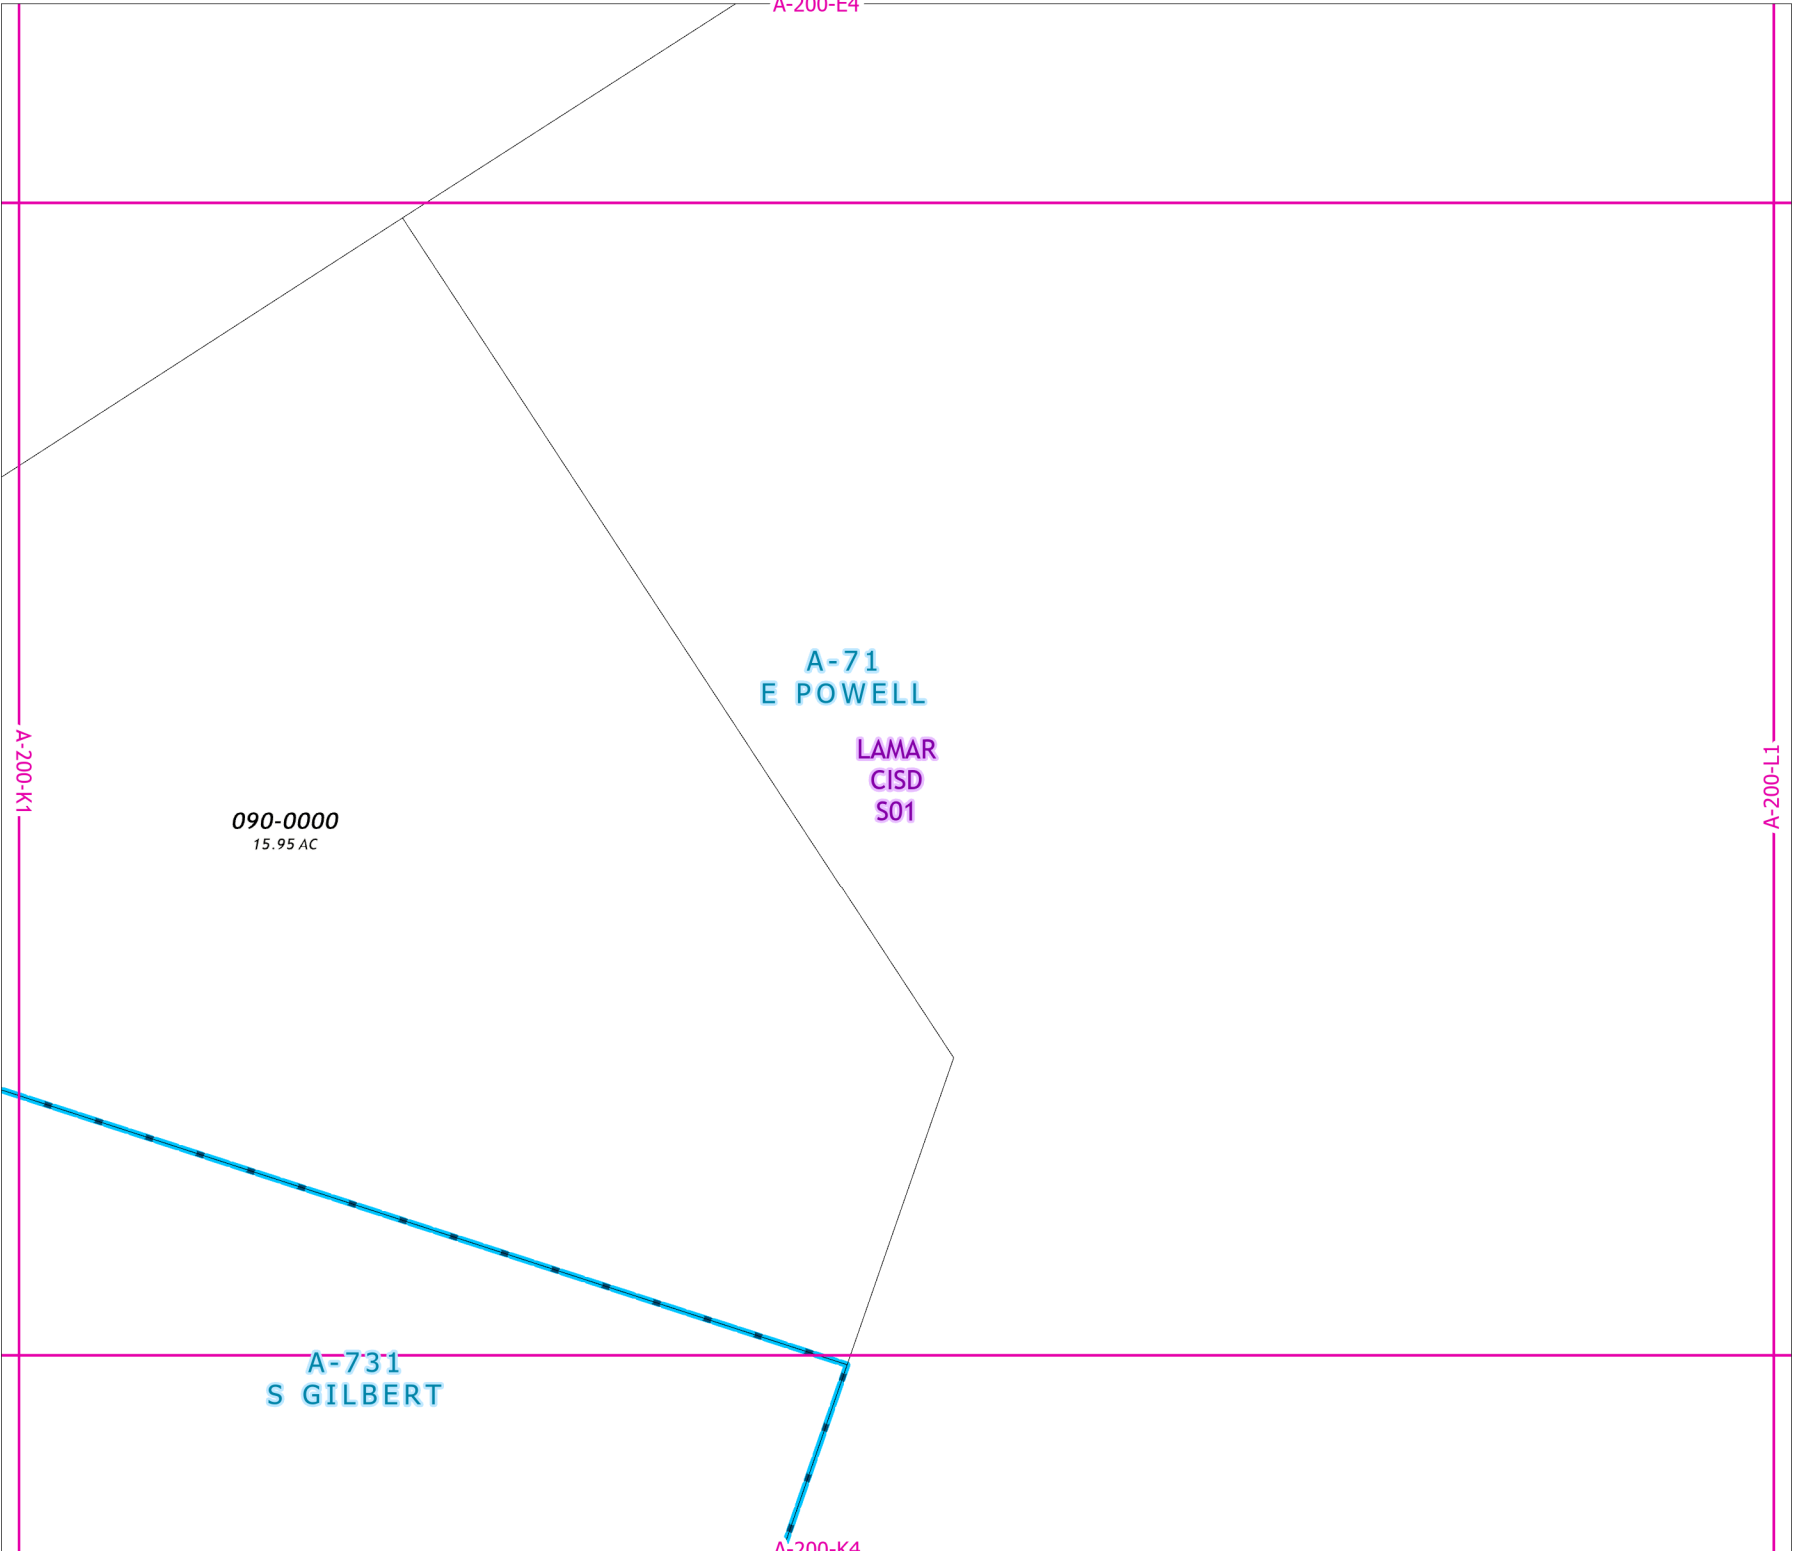 A-200-E4
A-71
E POWELL
LAMAR
CISD
S01
A-200-K1
A-200-L1
090-0000
15.95 AC
A-731
S GILBERT
A-200-K4